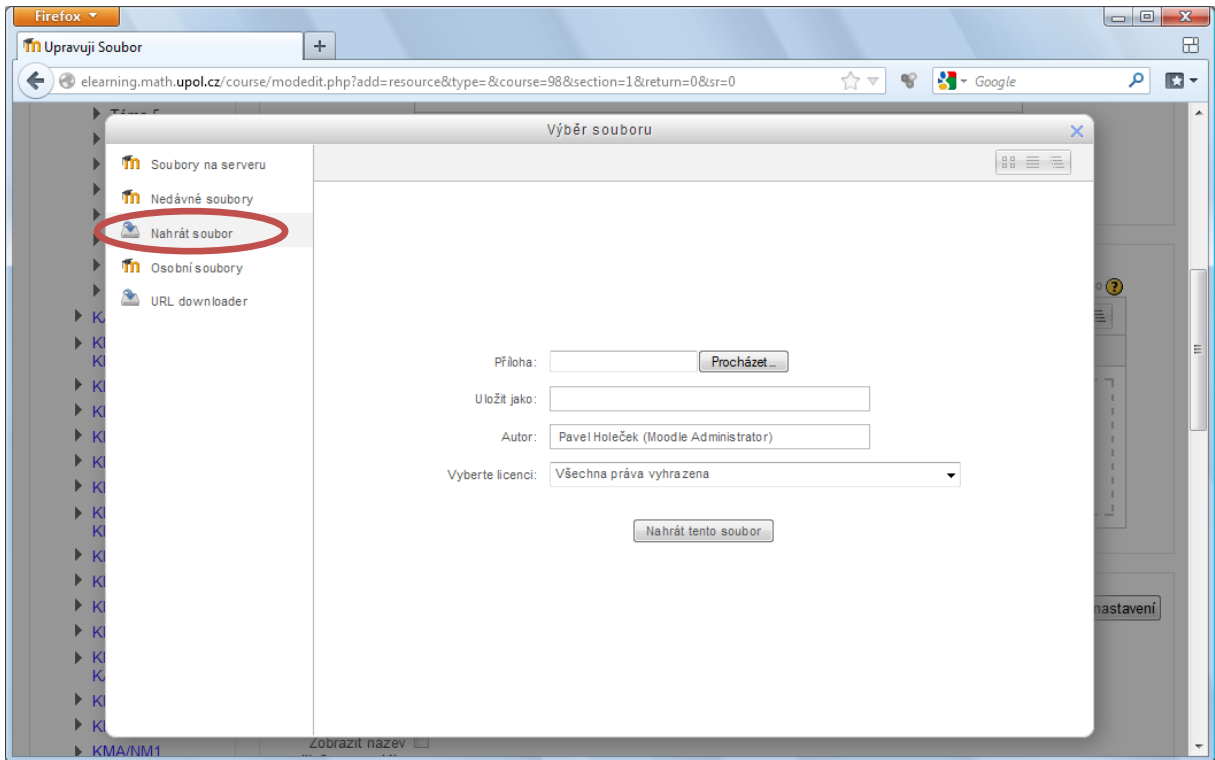 Firefox
Upravuji Soubor
elearning.math.upol.cz/course/modedit.php?add=resource&type=&course=98&section=1&return=0&sr=0
Google
Výběr souboru
Soubory na serveru
Nedávné soubory
Nahrát soubor
Osobní soubory
URL downloader
Příloha:
Procházet...
Uložit jako:
Autor:
Pavel Holeček (Moodle Administrator)
Vyberte licenci:
Všechna práva vyhrazena
Nahrát tento soubor
nastavení
Zobrazit název
KMA/NM1